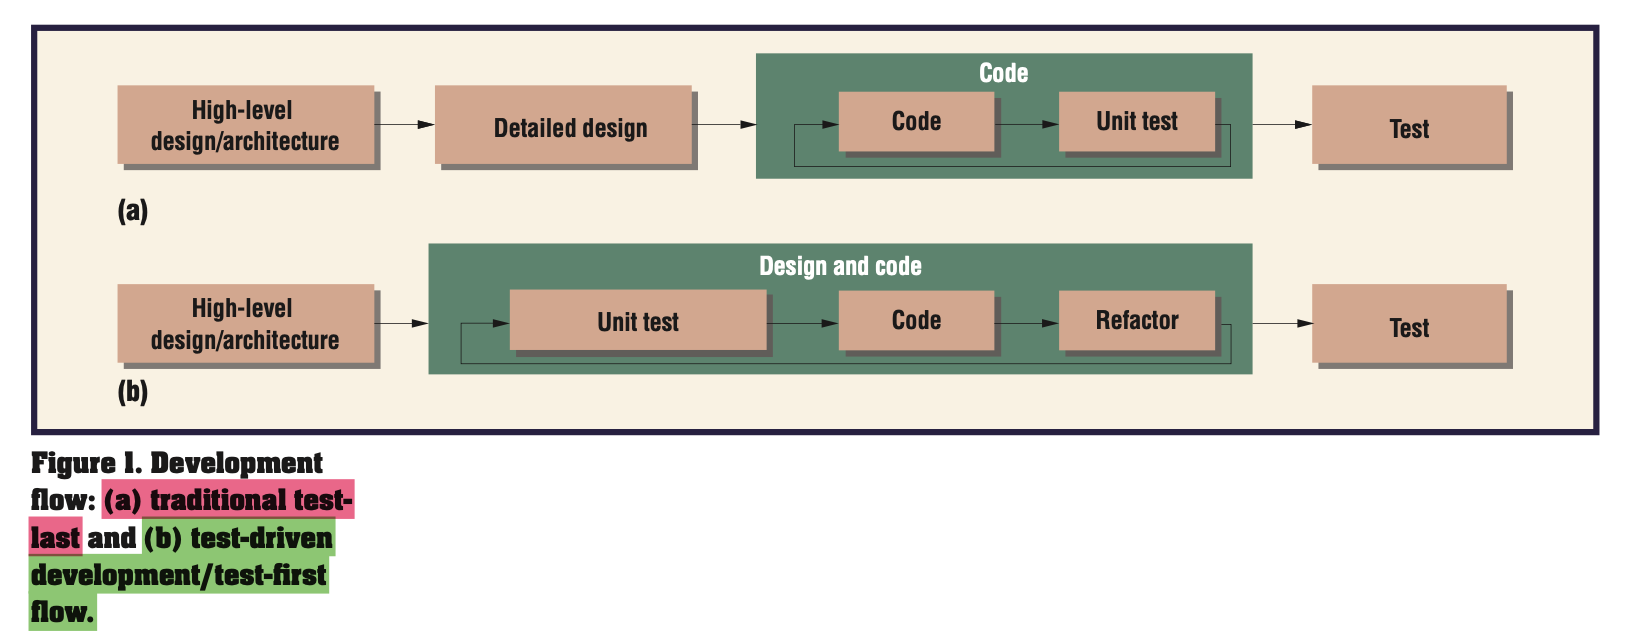 High-level
design/architecture
Detailed design
Code
Code
Unit test
Test
(a)
High-level
design/architecture
Design and code
Unit test
Code
Refactor
Test
(b)
Figure 1. Development
flow: (a) traditional test-
last and (b) test-driven
development/test-first
flow.